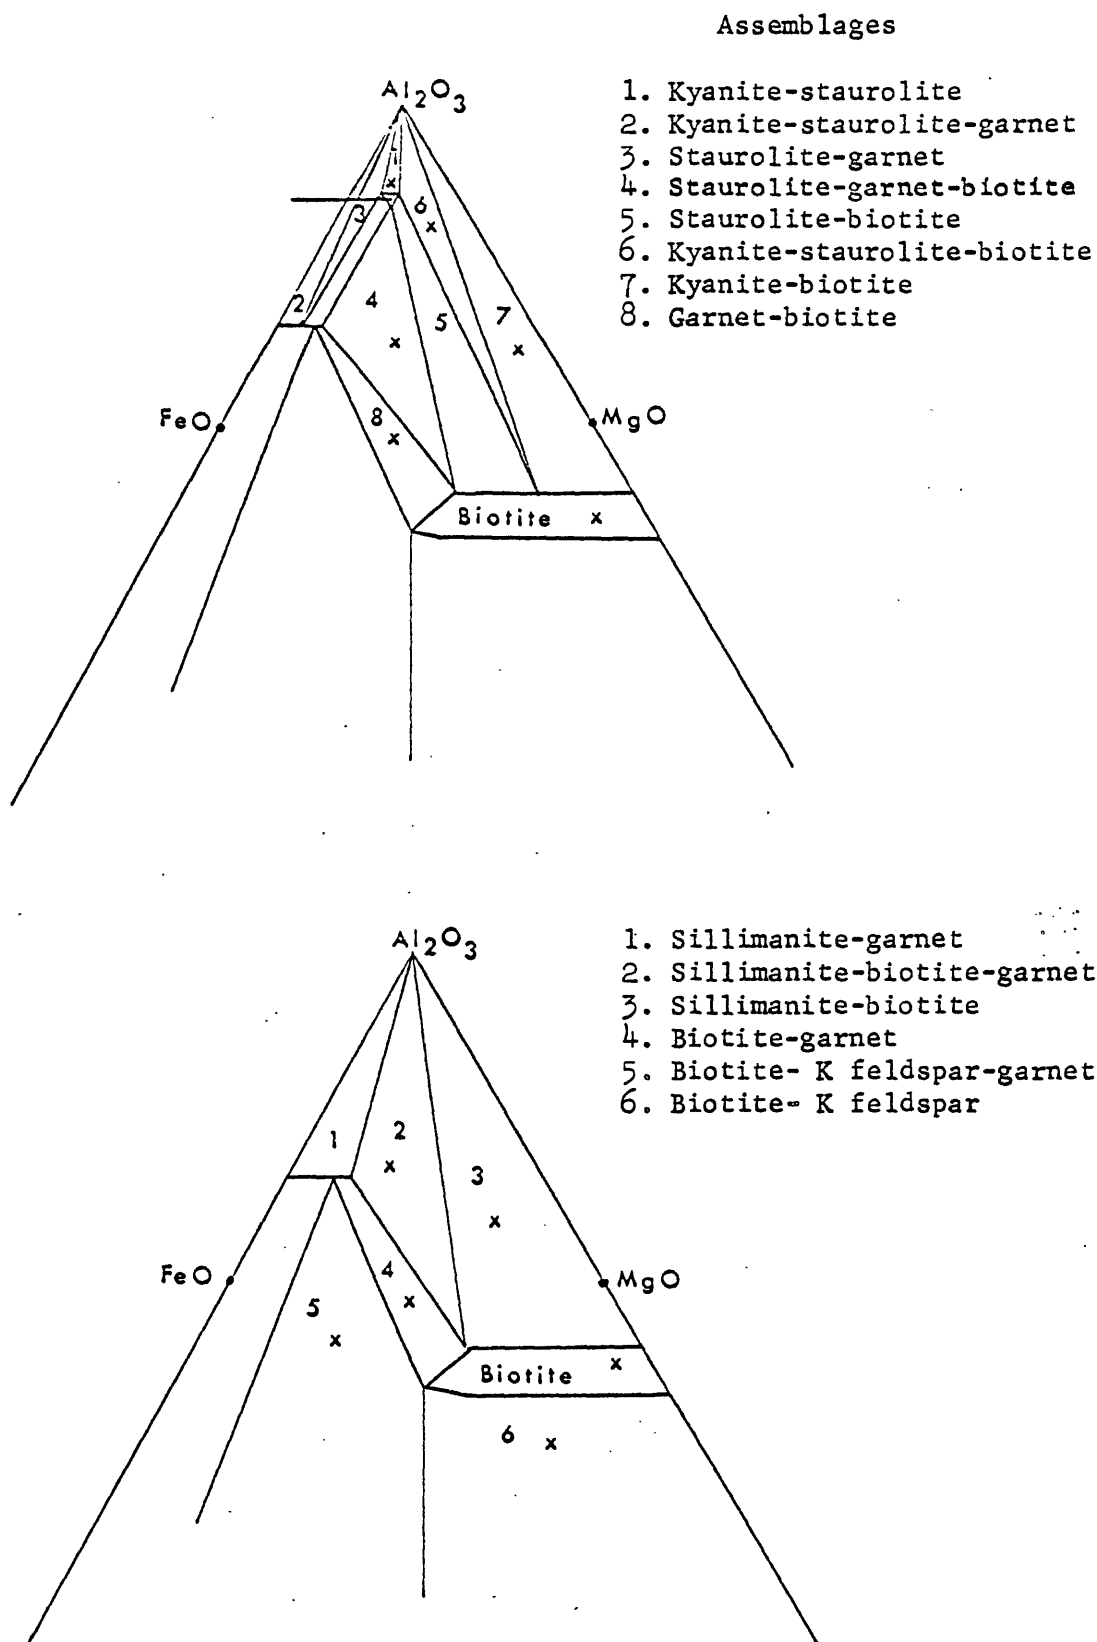 Assemblages
Al2O3
1. Kyanite-staurolite
2. Kyanite-staurolite-garnet
3. Staurolite-garnet
4. Staurolite-garnet-biotite
5. Staurolite-biotite
6. Kyanite-staurolite-biotite
7. Kyanite-biotite
8. Garnet-biotite
1
x
3
6
x
2
4
5
7
x
x
FeO
MgO
8
x
Biotite x
Al2O3
1. Sillimanite-garnet
2. Sillimanite-biotite-garnet
3. Sillimanite-biotite
4. Biotite-garnet
5. Biotite- K feldspar-garnet
6. Biotite- K feldspar
1
2
x
3
x
FeO
MgO
4
x
5
x
Biotite x
6 x